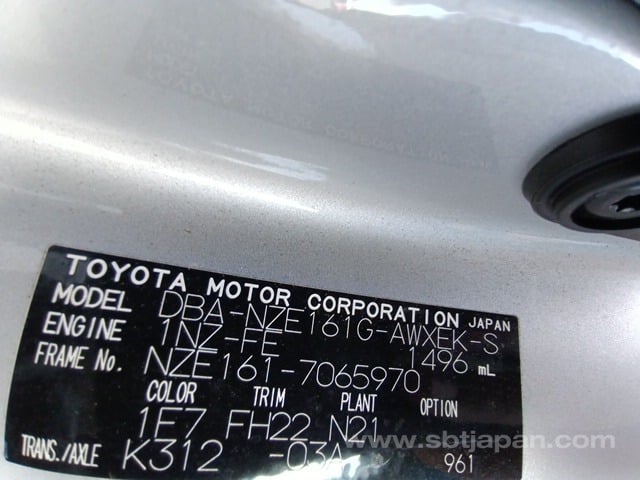 TOYOTA MOTOR CORPORATION JAPAN
MODEL DBA-NZE161G-AWXEK-S
ENGINE 1NZ-FE 1496 mL
FRAME No. NZE161-7065970
COLOR TRIM PLANT OPTION
1E7 FH22 N21
TRANS./AXLE K312 -03A 961
www.sbtjapan.com